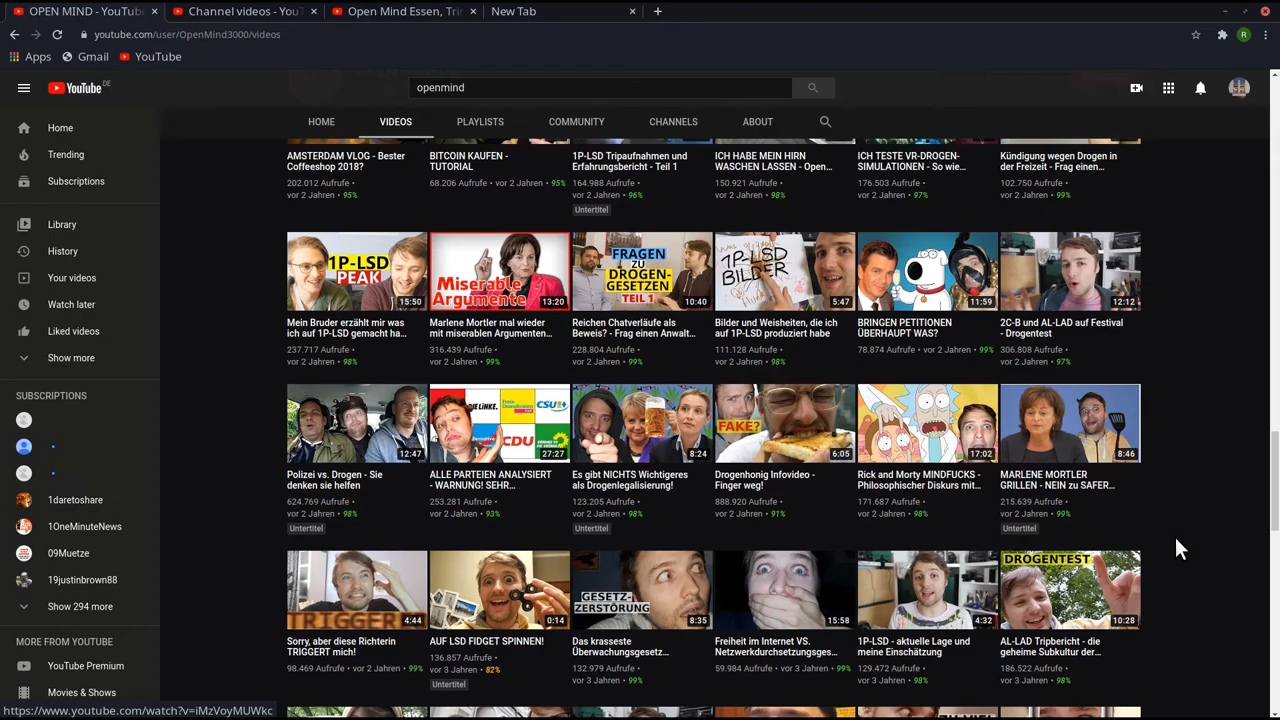 OPEN MIND - YouTube
Channel videos - YouT
Open Mind Essen, Trin
New Tab
youtube.com/user/OpenMind3000/videos
Apps
Gmail
YouTube
YouTube DE
openmind
HOME
VIDEOS
PLAYLISTS
COMMUNITY
CHANNELS
ABOUT
Home
Trending
Subscriptions
Library
History
Your videos
Watch later
Liked videos
Show more
SUBSCRIPTIONS
1daretoshare
1OneMinuteNews
09Muetze
19justinbrown88
Show 294 more
MORE FROM YOUTUBE
YouTube Premium
Movies & Shows
AMSTERDAM VLOG - Bester
Coffeeshop 2018?
202.012 Aufrufe •
vor 2 Jahren • 95%
BITCOIN KAUFEN -
TUTORIAL
68.206 Aufrufe • vor 2 Jahren • 95%
1P-LSD Tripaufnahmen und
Erfahrungsbericht - Teil 1
164.988 Aufrufe •
vor 2 Jahren • 96%
Untertitel
ICH HABE MEIN HIRN
WASCHEN LASSEN - Open...
150.921 Aufrufe •
vor 2 Jahren • 98%
ICH TESTE VR-DROGEN-
SIMULATIONEN - So wie...
176.503 Aufrufe •
vor 2 Jahren • 97%
Kündigung wegen Drogen in
der Freizeit - Frag einen...
102.750 Aufrufe •
vor 2 Jahren • 99%
1P-LSD
PEAK
15:50
Mein Bruder erzählt mir was
ich auf 1P-LSD gemacht ha...
237.717 Aufrufe •
vor 2 Jahren • 98%
Miserable
Argumente
13:20
Marlene Mortler mal wieder
mit miserablen Argumenten...
316.439 Aufrufe •
vor 2 Jahren • 99%
FRAGEN
ZU
DROGEN-
GESETZEN
TEIL 1
10:40
Reichen Chatverläufe als
Beweis? - Frag einen Anwalt...
228.804 Aufrufe •
vor 2 Jahren • 99%
1P-LSD
BILDER
5:47
Bilder und Weisheiten, die ich
auf 1P-LSD produziert habe
111.128 Aufrufe •
vor 2 Jahren • 98%
11:59
BRINGEN PETITIONEN
ÜBERHAUPT WAS?
78.874 Aufrufe • vor 2 Jahren • 99%
12:12
2C-B und AL-LAD auf Festival
- Drogentest
306.808 Aufrufe •
vor 2 Jahren • 97%
12:47
Polizei vs. Drogen - Sie
denken sie helfen
624.769 Aufrufe •
vor 2 Jahren • 98%
Untertitel
DIE LINKE.
Freie
Demokraten
CSU
CDU
27:27
ALLE PARTEIEN ANALYSIERT
- WARNUNG! SEHR...
253.281 Aufrufe •
vor 2 Jahren • 93%
8:24
Es gibt NICHTS Wichtigeres
als Drogenlegalisierung!
123.205 Aufrufe •
vor 2 Jahren • 98%
Untertitel
FAKE?
6:05
Drogenhonig Infovideo -
Finger weg!
888.920 Aufrufe •
vor 2 Jahren • 91%
17:02
Rick and Morty MINDFUCKS -
Philosophischer Diskurs mit...
171.687 Aufrufe •
vor 2 Jahren • 98%
8:46
MARLENE MORTLER
GRILLEN - NEIN zu SAFER...
215.639 Aufrufe •
vor 2 Jahren • 99%
Untertitel
TRIGGER
4:44
Sorry, aber diese Richterin
TRIGGERT mich!
98.469 Aufrufe • vor 2 Jahren • 99%
0:14
AUF LSD FIDGET SPINNEN!
136.857 Aufrufe •
vor 3 Jahren • 82%
Untertitel
GESETZ-
ZERSTÖRUNG
8:35
Das krasseste
Überwachungsgesetz...
132.979 Aufrufe •
vor 3 Jahren • 99%
15:58
Freiheit im Internet VS.
Netzwerkdurchsetzungsges...
59.984 Aufrufe • vor 3 Jahren • 99%
4:32
1P-LSD - aktuelle Lage und
meine Einschätzung
129.472 Aufrufe •
vor 3 Jahren • 98%
DROGENTEST
10:28
AL-LAD Tripbericht - die
geheime Subkultur der...
186.522 Aufrufe •
vor 3 Jahren • 98%
https://www.youtube.com/watch?v=iMzVoyMUWkc